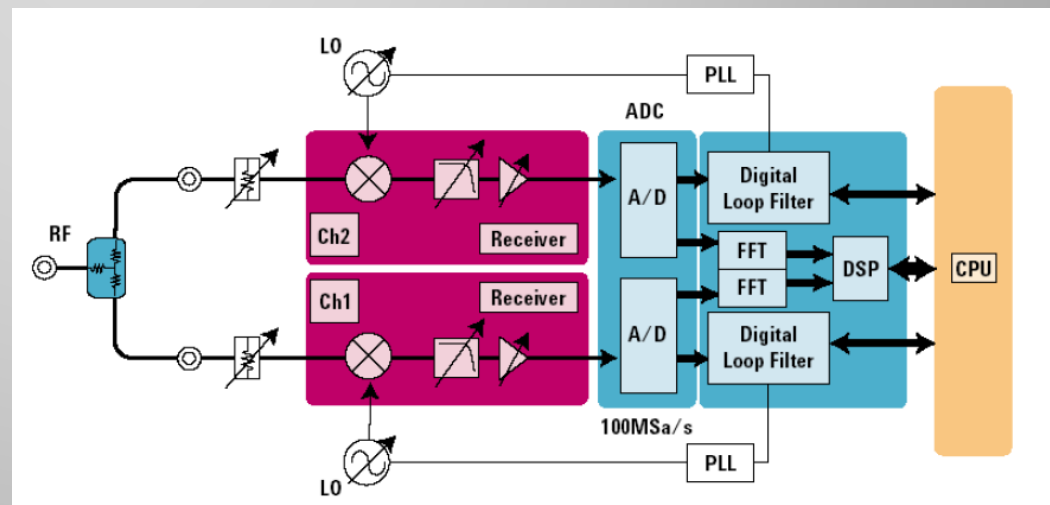 LO
PLL
ADC
A/D
Digital
Loop Filter
RF
Ch2
Receiver
FFT
DSP
CPU
Ch1
Receiver
FFT
A/D
Digital
Loop Filter
100MSa/s
PLL
LO